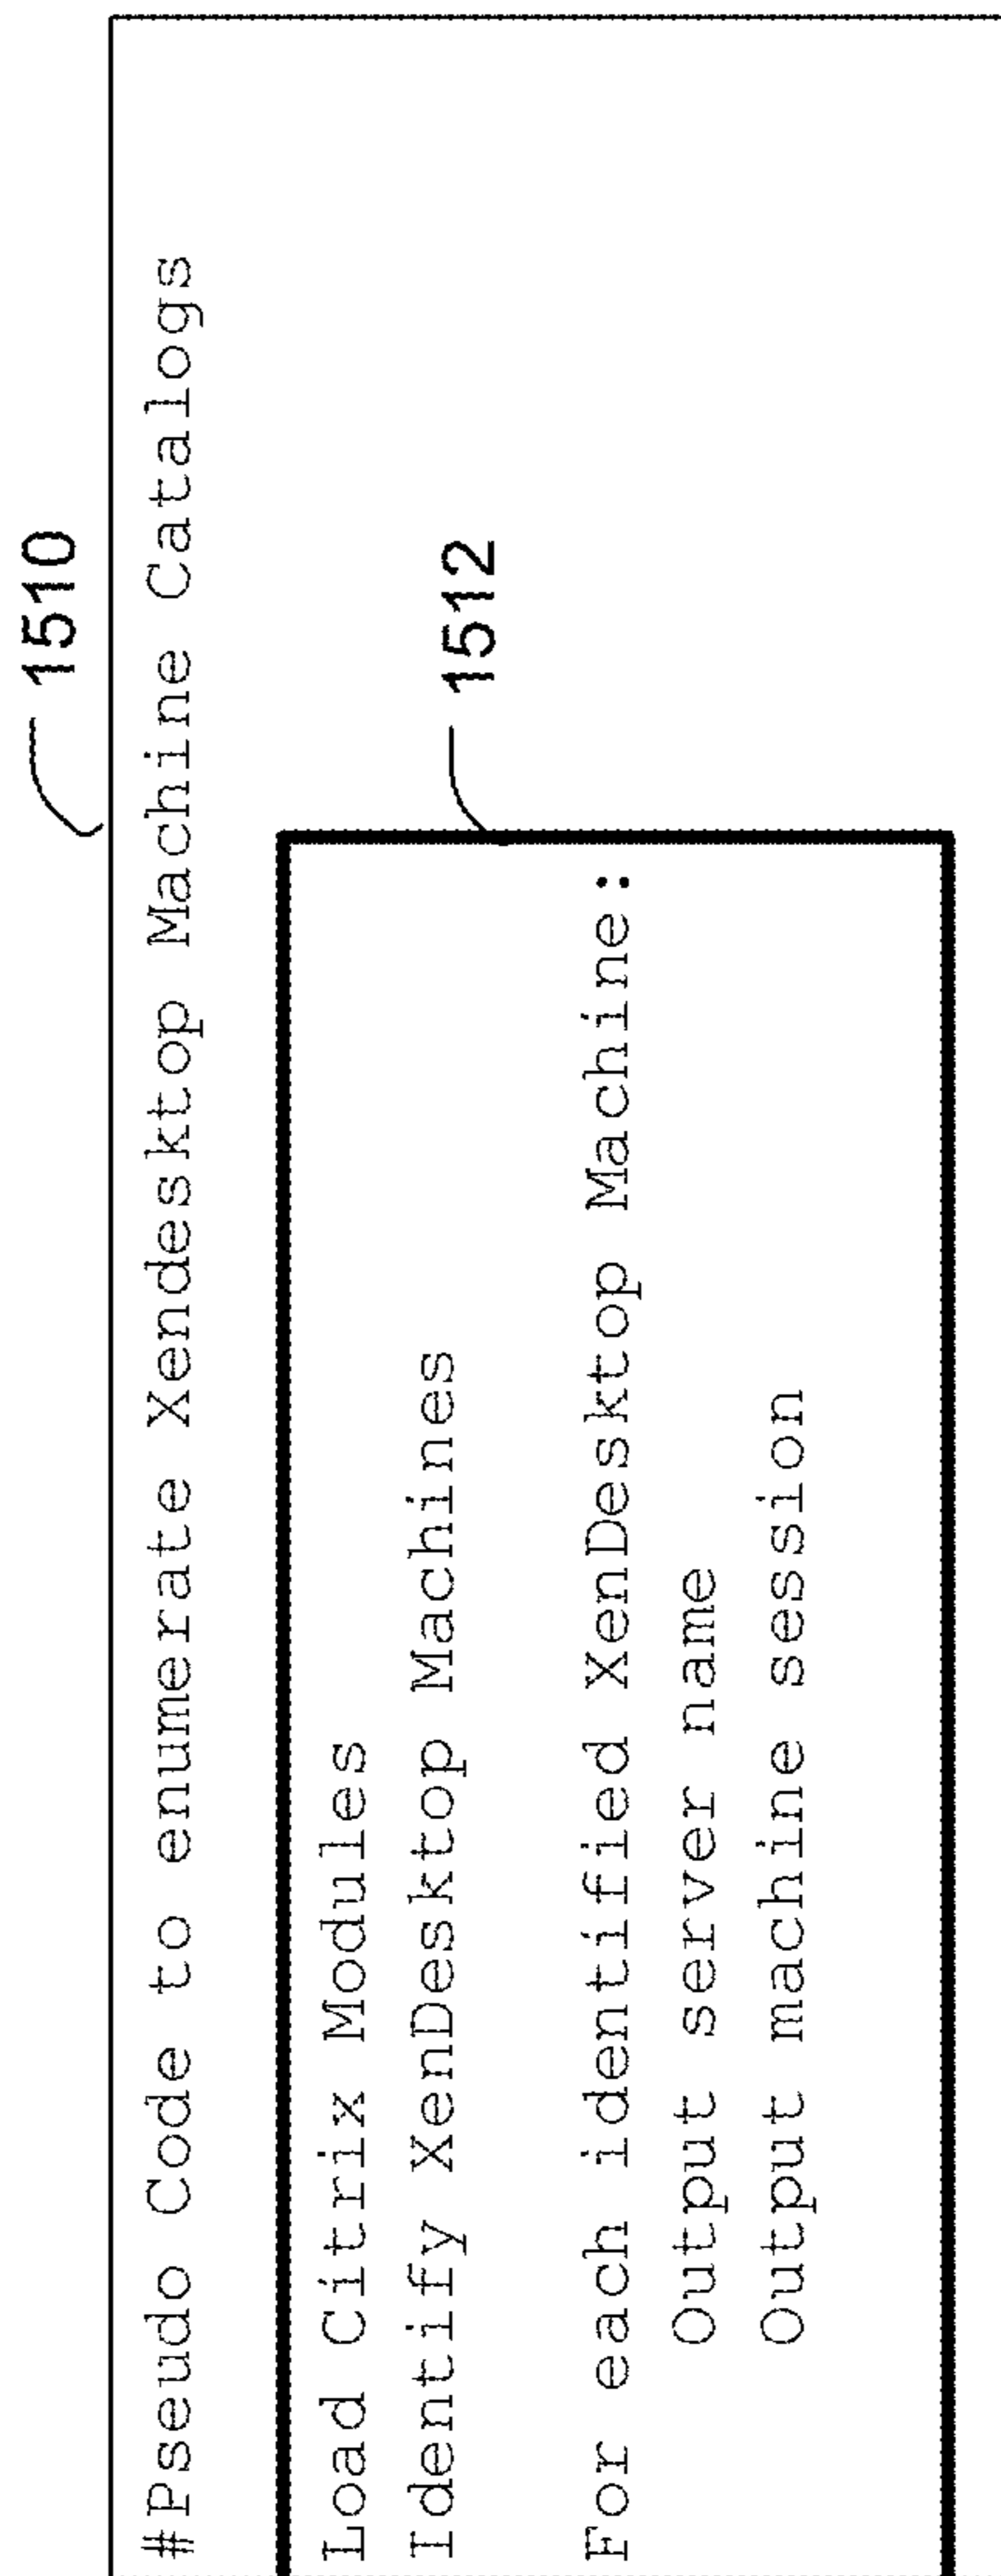 1510
#Pseudo Code to enumerate Xendesktop Machine Catalogs
1512
Load Citrix Modules
Identify XenDesktop Machines
For each identified XenDesktop Machine:
Output server name
Output machine session